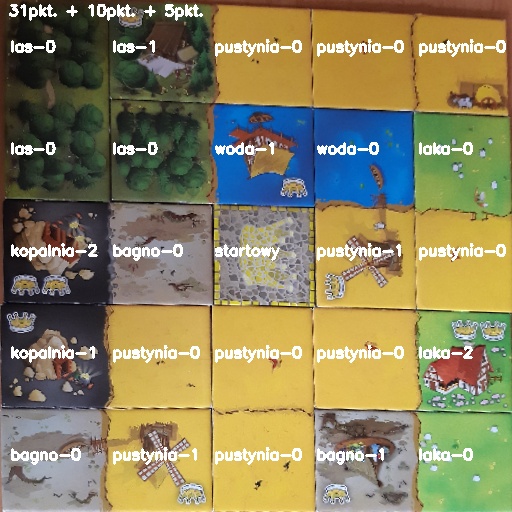 31pkt. + 10pkt. + 5pkt.
las-0 las-1 pustynia-0 pustynia-0 pustynia-0
las-0 las-0 woda-1 woda-0 laka-0
kopalnia-2 bagno-0 startowy pustynia-1 pustynia-0
kopalnia-1 pustynia-0 pustynia-0 pustynia-0 laka-2
bagno-0 pustynia-1 pustynia-0 bagno-1 laka-0